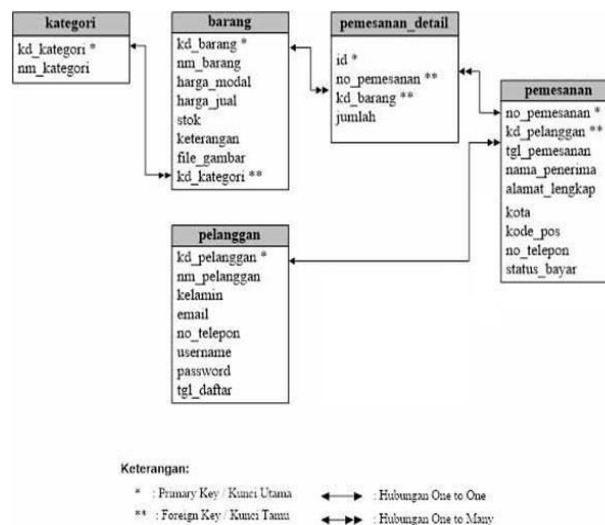 kategori
kd_kategori *
nm_kategori
barang
kd_barang *
nm_barang
harga_modal
harga_jual
stok
keterangan
file_gambar
kd_kategori **
pemesanan_detail
id *
no_pemesanan **
kd_barang **
jumlah
pemesanan
no_pemesanan *
kd_pelanggan **
tgl_pemesanan
nama_penerima
alamat_lengkap
kota
kode_pos
no_telepon
status_bayar
pelanggan
kd_pelanggan *
nm_pelanggan
kelamin
email
no_telepon
username
password
tgl_daftar
Keterangan:
* : Primary Key / Kunci Utama
** : Foreign Key / Kunci Tamu
: Hubungan One to One
: Hubungan One to Many